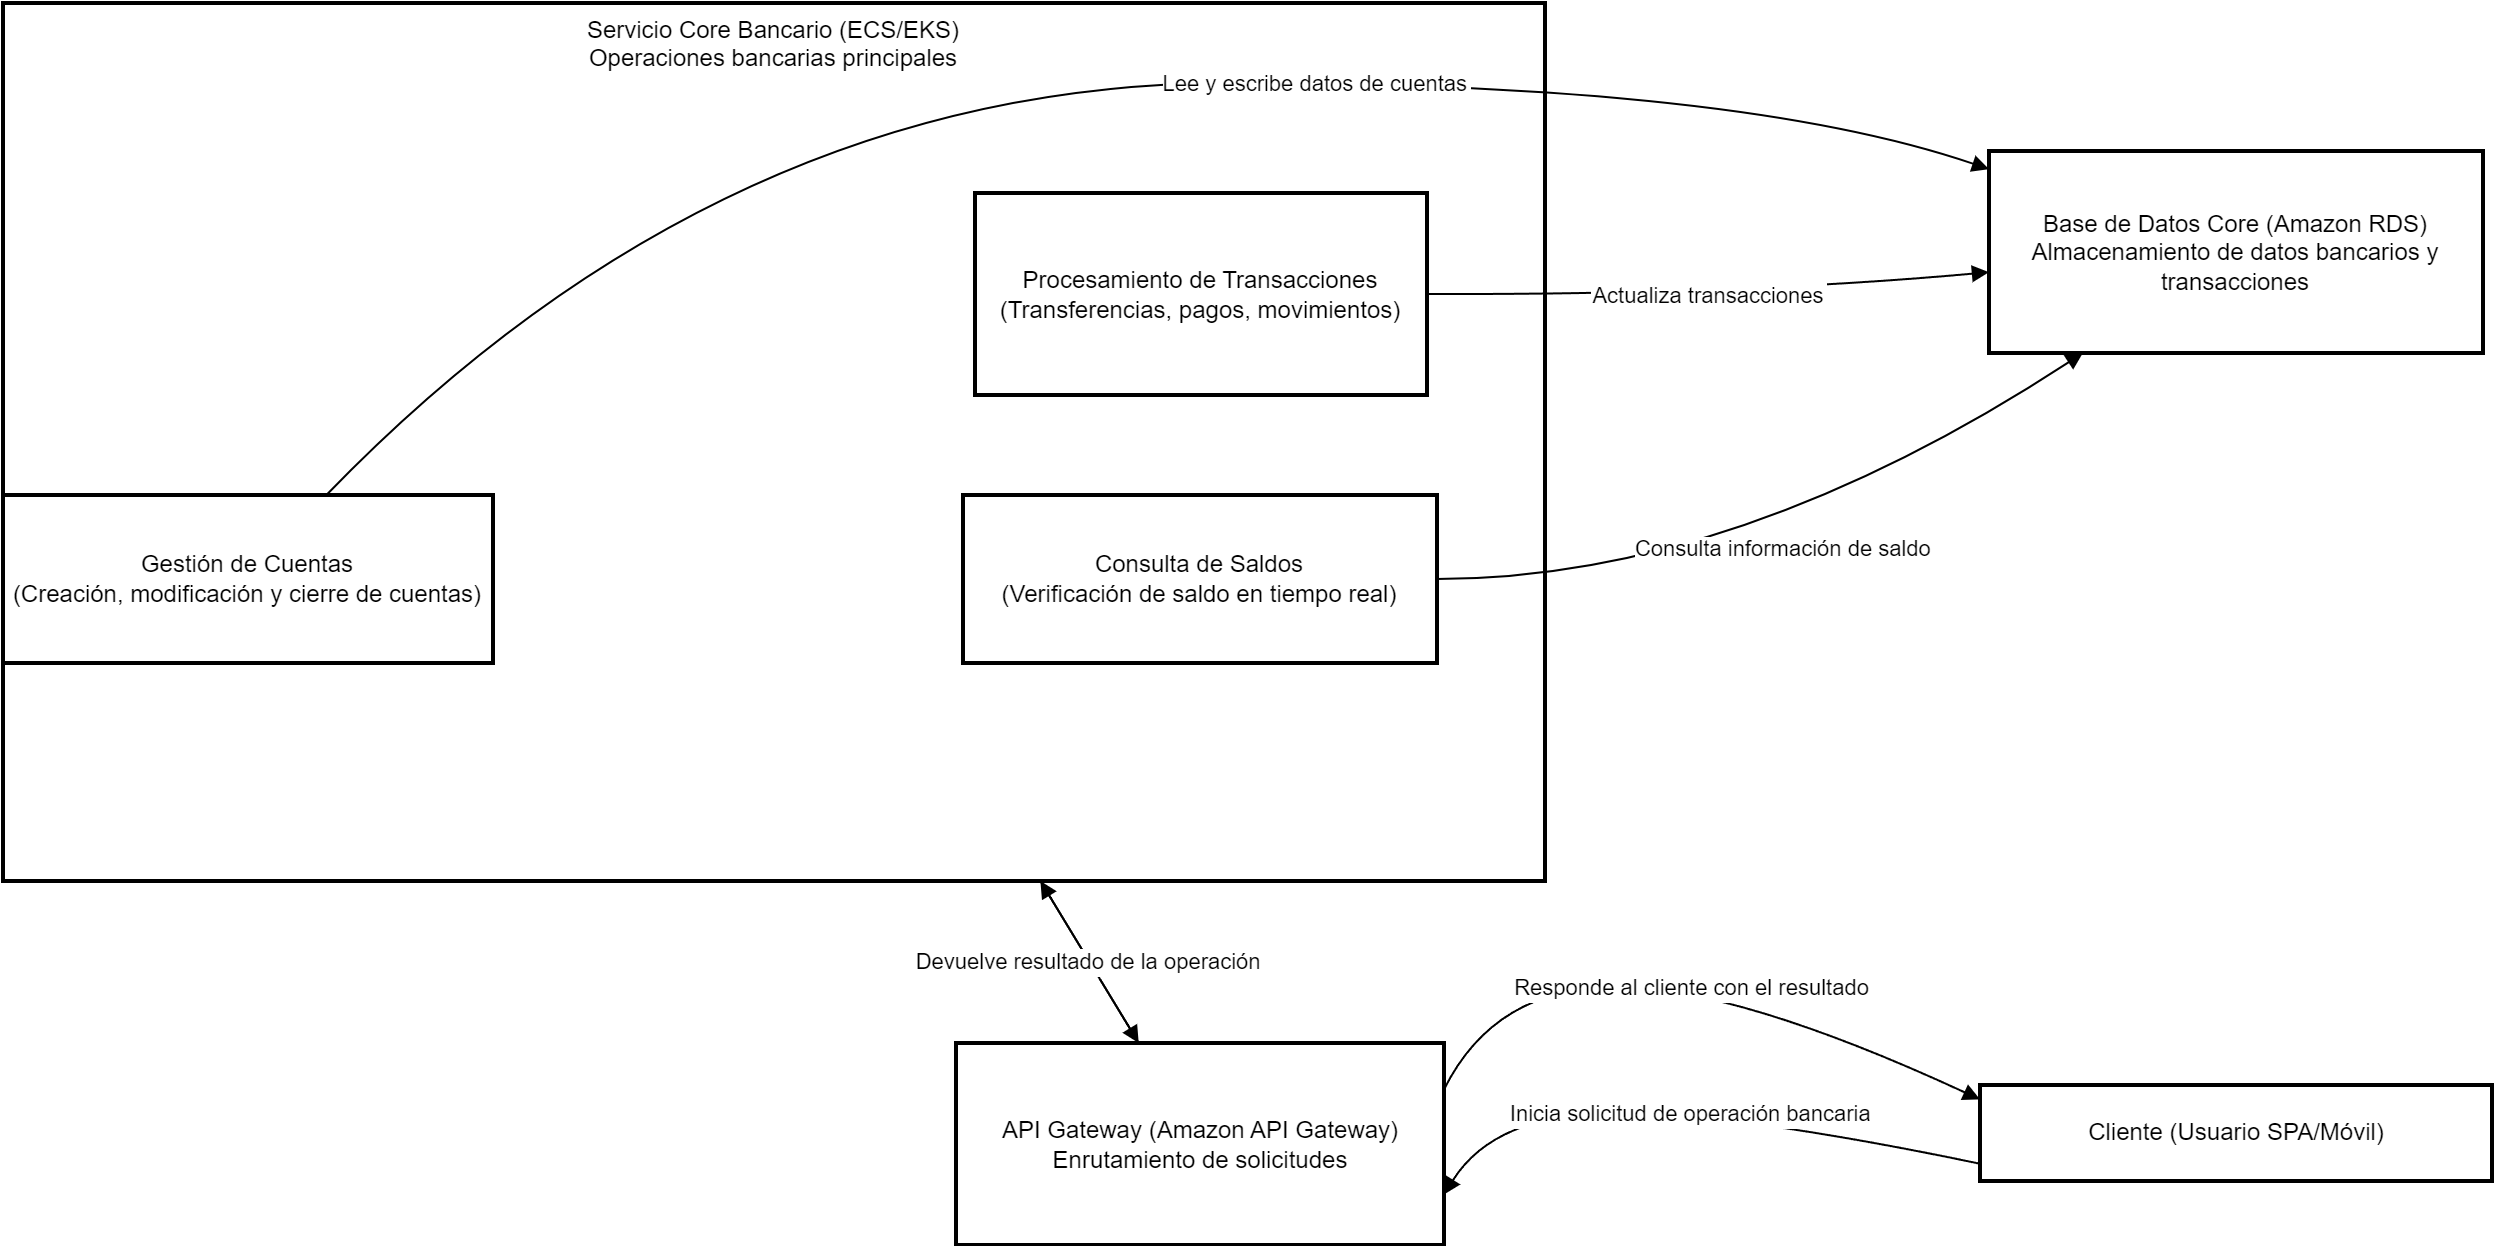 Servicio Core Bancario (ECS/EKS)
Operaciones bancarias principales
Lee y escribe datos de cuentas
Procesamiento de Transacciones
(Transferencias, pagos, movimientos)
Actualiza transacciones
Base de Datos Core (Amazon RDS)
Almacenamiento de datos bancarios y
transacciones
Gestión de Cuentas
(Creación, modificación y cierre de cuentas)
Consulta de Saldos
(Verificación de saldo en tiempo real)
Consulta información de saldo
Devuelve resultado de la operación
Responde al cliente con el resultado
Inicia solicitud de operación bancaria
API Gateway (Amazon API Gateway)
Enrutamiento de solicitudes
Cliente (Usuario SPA/Móvil)